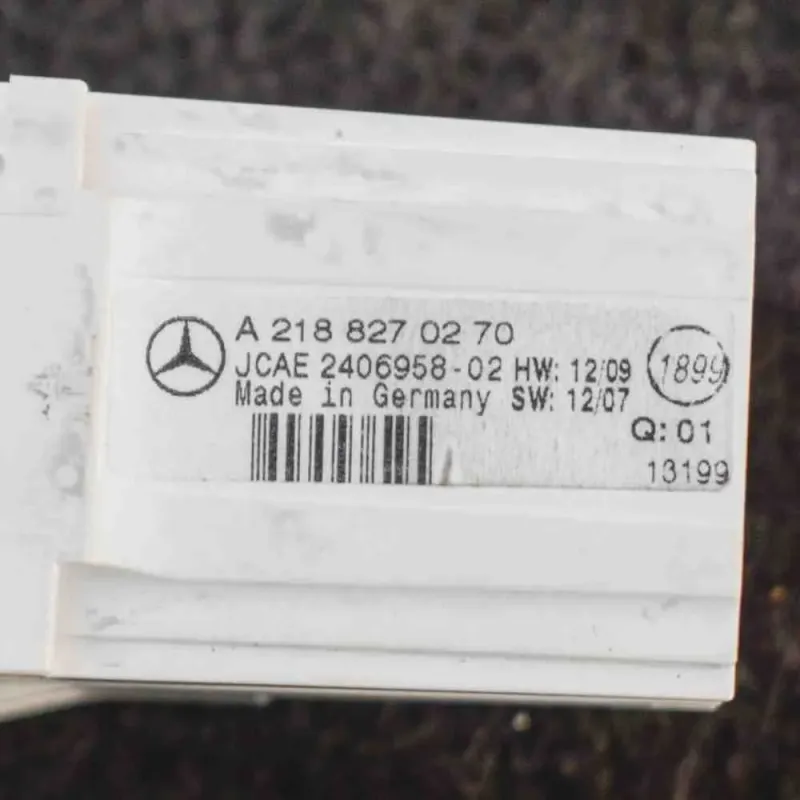 A 218 827 02 70
JCAE 2406958-02 HW: 12/09
Made in Germany SW: 12/07
1899
Q: 01
13199